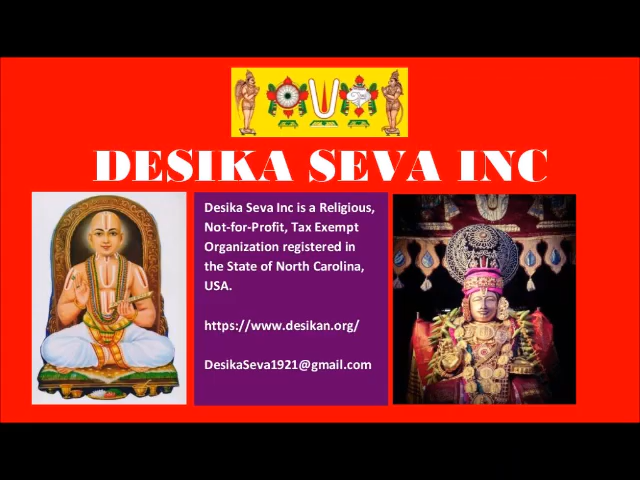 DESIKA SEVA INC
Desika Seva Inc is a Religious,
Not-for-Profit, Tax Exempt
Organization registered in
the State of North Carolina,
USA.
https://www.desikan.org/
DesikaSeva1921@gmail.com